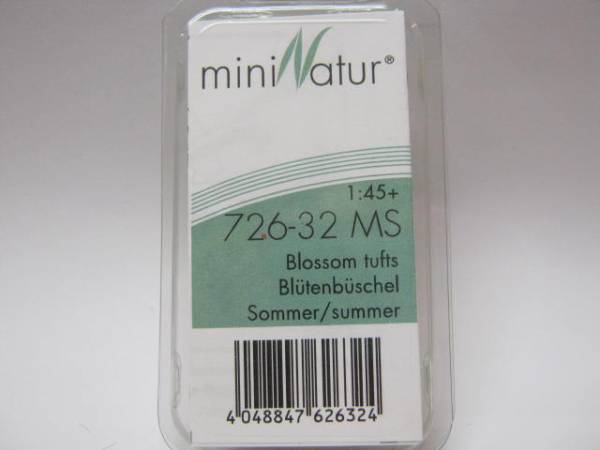 miniNatur®
1:45+
726-32 MS
Blossom tufts
Blütenbüschel
Sommer/summer
4 048847 626324